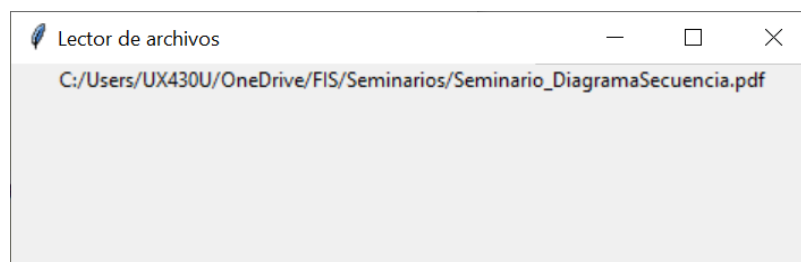 Lector de archivos
C:/Users/UX430U/OneDrive/FIS/Seminarios/Seminario_DiagramaSecuencia.pdf